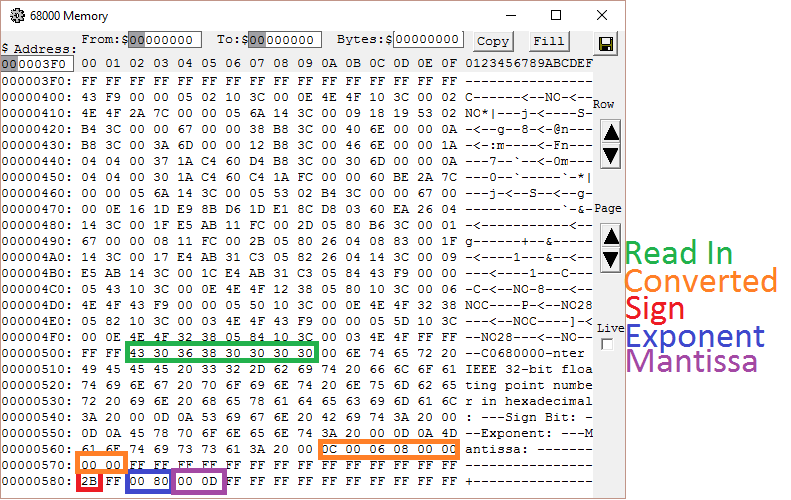 68000 Memory
From:$00000000 To:$00000000 Bytes:$00000000 Copy Fill
$ Address:
000003F0 00 01 02 03 04 05 06 07 08 09 0A 0B 0C 0D 0E 0F 0123456789ABCDEF
000003F0: FF FF FF FF FF FF FF FF FF FF FF FF FF FF FF FF ----------------
00000400: 43 F9 00 00 05 02 10 3C 00 0E 4E 4F 10 3C 00 02 C------<--NO-<--
00000410: 4E 4F 2A 7C 00 00 05 6A 14 3C 00 09 18 19 53 02 NO*|---j-<----S-
00000420: B4 3C 00 00 67 00 00 38 B8 3C 00 40 6E 00 00 0A -<--g--8-<-@n---
00000430: B8 3C 00 3A 6D 00 00 12 B8 3C 00 46 6E 00 00 1A -<-:m----<-Fn---
00000440: 04 04 00 37 1A C4 60 D4 B8 3C 00 30 6D 00 00 0A ---7--`--<-0m---
00000450: 04 04 00 30 1A C4 60 C4 1A FC 00 00 60 BE 2A 7C ---0--`-----`-*|
00000460: 00 00 05 6A 14 3C 00 05 53 02 B4 3C 00 00 67 00 ---j-<--S--<--g-
00000470: 00 0E 16 1D E9 8B D6 1D E1 8C D8 03 60 EA 26 04 ------------`-&-
00000480: 14 3C 00 1F E5 AB 11 FC 00 2D 05 80 B6 3C 00 01 -<-----------<--
00000490: 67 00 00 08 11 FC 00 2B 05 80 26 04 08 83 00 1F g------+--&-----
000004A0: 14 3C 00 17 E4 AB 31 C3 05 82 26 04 14 3C 00 09 -<----1---&--<--
000004B0: E5 AB 14 3C 00 1C E4 AB 31 C3 05 84 43 F9 00 00 ---<----1---C---
000004C0: 05 43 10 3C 00 0E 4E 4F 12 38 05 80 10 3C 00 06 -C-<--NO-8---<--
000004D0: 4E 4F 43 F9 00 00 05 50 10 3C 00 0E 4E 4F 32 38 NOC----P-<--NO28
000004E0: 05 82 10 3C 00 03 4E 4F 43 F9 00 00 05 5D 10 3C ---<--NOC----]-<
000004F0: 00 0E 4E 4F 32 38 05 84 10 3C 00 03 4E 4F FF FF --NO28---<--NO--
00000500: FF FF 43 30 36 38 30 30 30 30 00 6E 74 65 72 20 --C0680000-nter
00000510: 49 45 45 45 20 33 32 2D 62 69 74 20 66 6C 6F 61 IEEE 32-bit floa
00000520: 74 69 6E 67 20 70 6F 69 6E 74 20 6E 75 6D 62 65 ting point numbe
00000530: 72 20 69 6E 20 68 65 78 61 64 65 63 69 6D 61 6C r in hexadecimal
00000540: 3A 20 00 0D 0A 53 69 67 6E 20 42 69 74 3A 20 00 : ---Sign Bit: -
00000550: 0D 0A 45 78 70 6F 6E 65 6E 74 3A 20 00 0D 0A 4D --Exponent: ---M
00000560: 61 6E 74 69 73 73 61 3A 20 00 0C 00 06 08 00 00 antissa: -------
00000570: 00 00 FF FF FF FF FF FF FF FF FF FF FF FF FF FF ----------------
00000580: 2B FF 00 80 00 0D FF FF FF FF FF FF FF FF FF FF +---------------
Row
Page
Live
Read In
Converted
Sign
Exponent
Mantissa